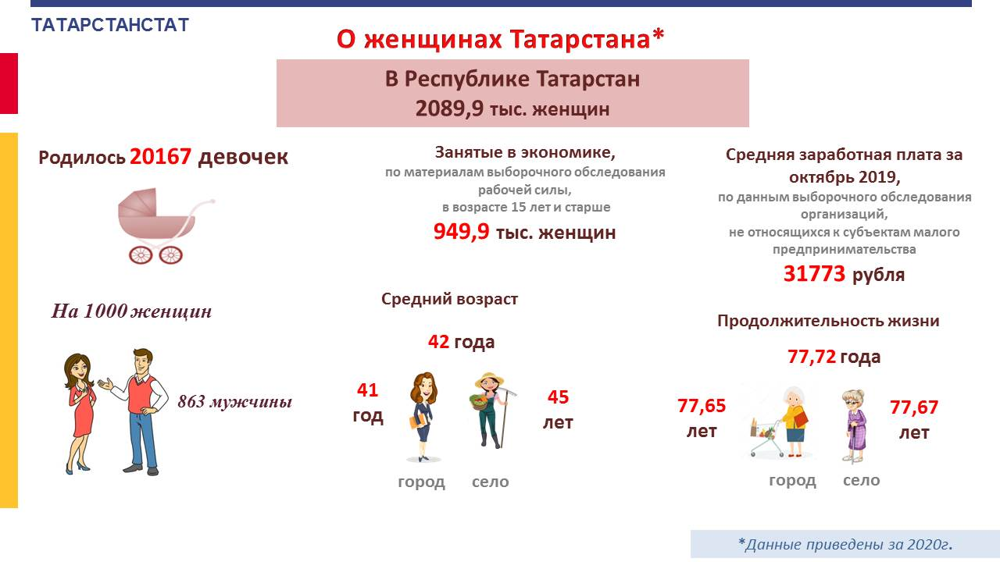 ТАТАРСТАНСТАТ
О женщинах Татарстана*
В Республике Татарстан
2089,9 тыс. женщин
Родилось 20167 девочек
Занятые в экономике,
по материалам выборочного обследования
рабочей силы,
в возрасте 15 лет и старше
949,9 тыс. женщин
Средняя заработная плата за
октябрь 2019,
по данным выборочного обследования
организаций,
не относящихся к субъектам малого
предпринимательства
31773 рубля
На 1000 женщин
863 мужчины
Средний возраст
42 года
41
год
45
лет
город
село
Продолжительность жизни
77,72 года
77,65
лет
77,67
лет
город
село
*Данные приведены за 2020г.